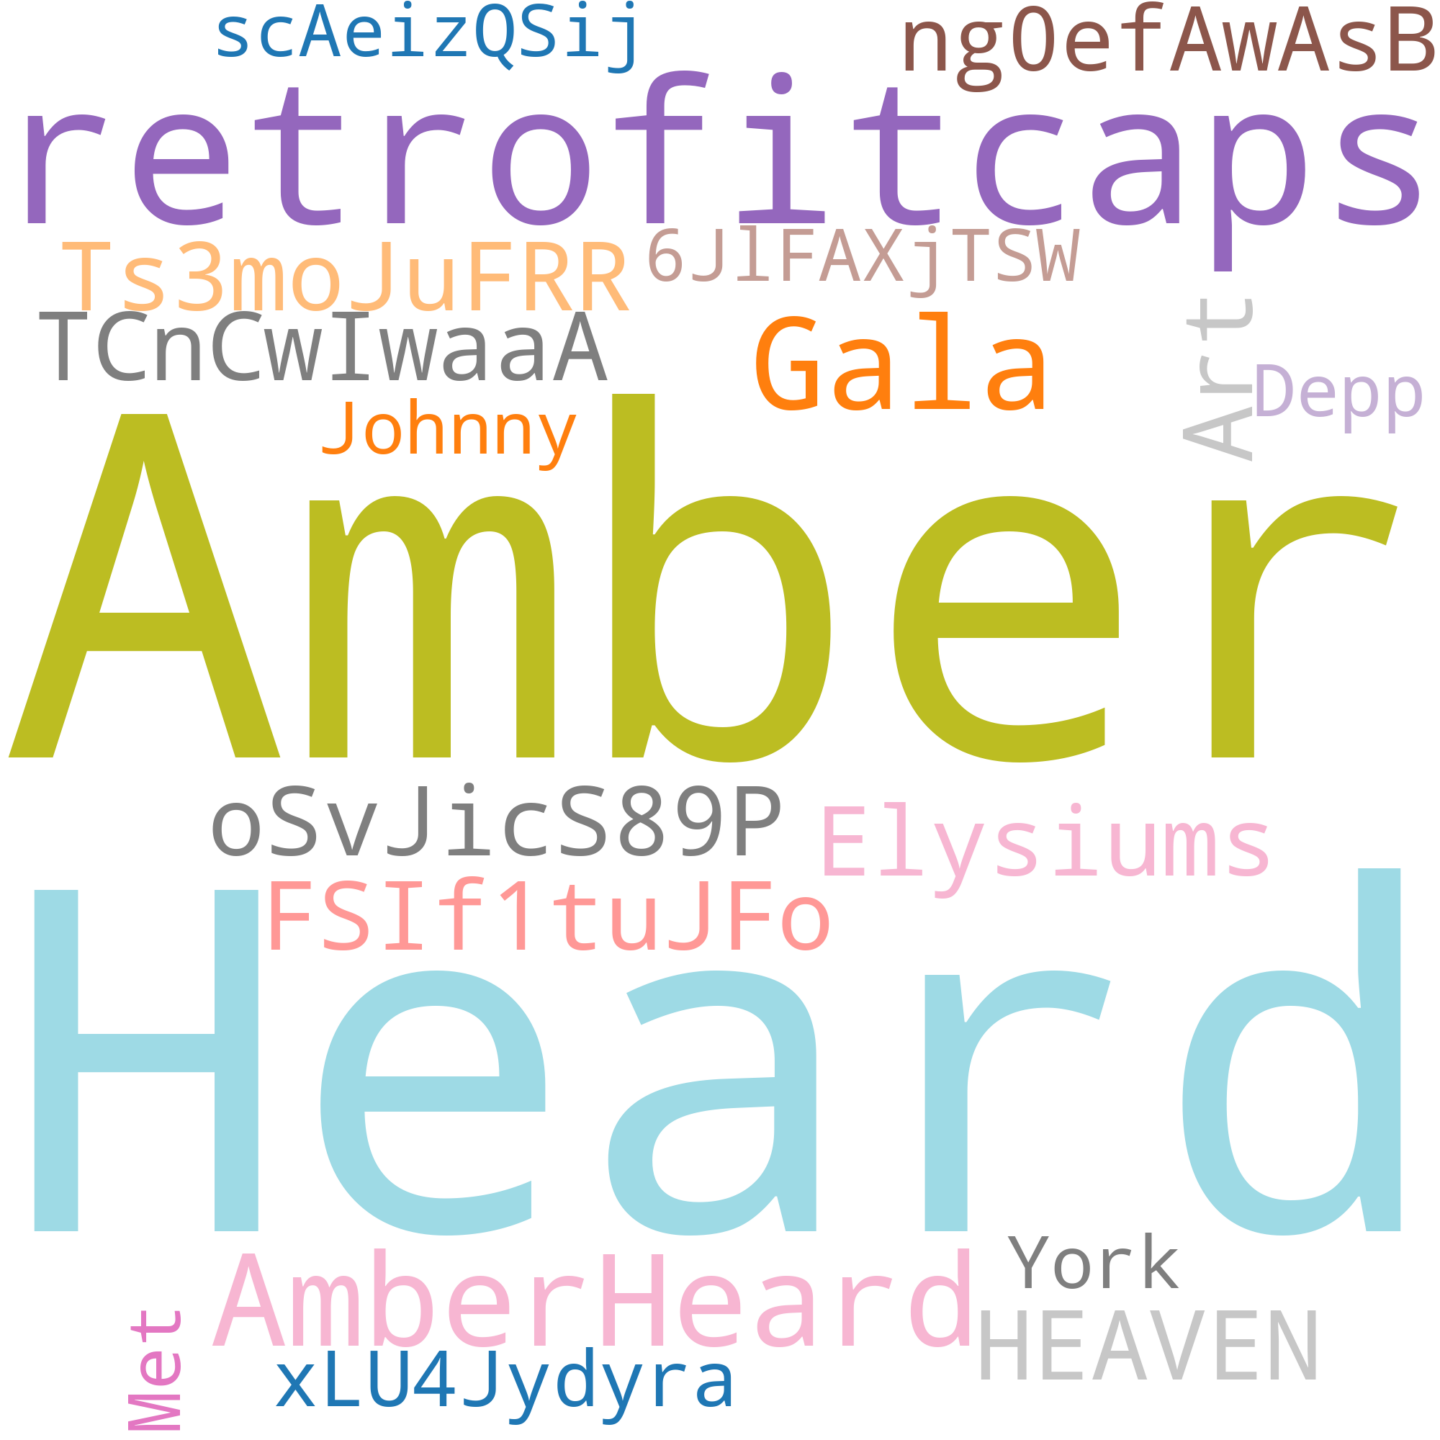 scAeizQSij
ngOefAwAsB
retrofitcaps
Ts3moJuFRR
6JlFAXjTSW
TCnCwIwaaA
Gala
Art
Depp
Johnny
Amber
oSvJicS89P
Elysiums
FSIf1tuJFo
Heard
AmberHeard
York
HEAVEN
Met
xLU4Jydyra